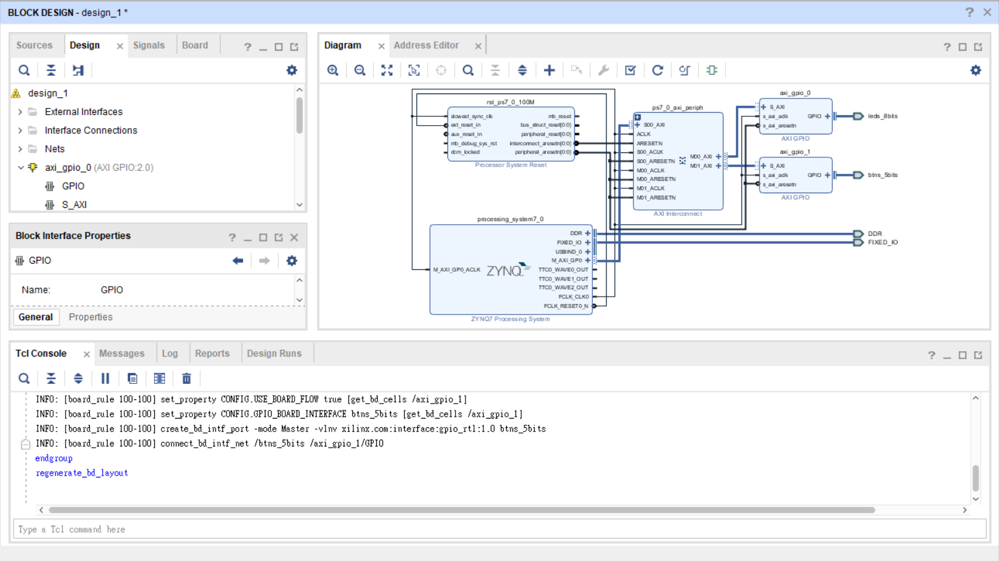 BLOCK DESIGN - design_1 *
Sources
Design
Signals
Board
design_1
External Interfaces
Interface Connections
Nets
axi_gpio_0 (AXI GPIO:2.0)
GPIO
S_AXI
Block Interface Properties
GPIO
Name: GPIO
General
Properties
Diagram
Address Editor
rst_ps7_0_100M
slowest_sync_clk
ext_reset_in
aux_reset_in
mb_debug_sys_rst
dcm_locked
mb_reset
bus_struct_reset[0:0]
peripheral_reset[0:0]
interconnect_aresetn[0:0]
peripheral_aresetn[0:0]
Processor System Reset
ps7_0_axi_periph
S00_AXI
ACLK
ARESETN
S00_ACLK
S00_ARESETN
M00_ACLK
M00_ARESETN
M01_ACLK
M01_ARESETN
M00_AXI
M01_AXI
AXI Interconnect
axi_gpio_0
S_AXI
s_axi_aclk
s_axi_aresetn
GPIO
AXI GPIO
leds_8bits
axi_gpio_1
S_AXI
s_axi_aclk
s_axi_aresetn
GPIO
AXI GPIO
btns_5bits
processing_system7_0
M_AXI_GP0_ACLK
ZYNQ
DDR
FIXED_IO
USBIND_0
M_AXI_GP0
TTC0_WAVE0_OUT
TTC0_WAVE1_OUT
TTC0_WAVE2_OUT
FCLK_CLK0
FCLK_RESET0_N
ZYNQ7 Processing System
DDR
FIXED_IO
Tcl Console
Messages
Log
Reports
Design Runs
INFO: [board_rule 100-100] set_property CONFIG.USE_BOARD_FLOW true [get_bd_cells /axi_gpio_1]
INFO: [board_rule 100-100] set_property CONFIG.GPIO_BOARD_INTERFACE btns_5bits [get_bd_cells /axi_gpio_1]
INFO: [board_rule 100-100] create_bd_intf_port -mode Master -vlnv xilinx.com:interface:gpio_rtl:1.0 btns_5bits
INFO: [board_rule 100-100] connect_bd_intf_net /btns_5bits /axi_gpio_1/GPIO
endgroup
regenerate_bd_layout
Type a Tcl command here